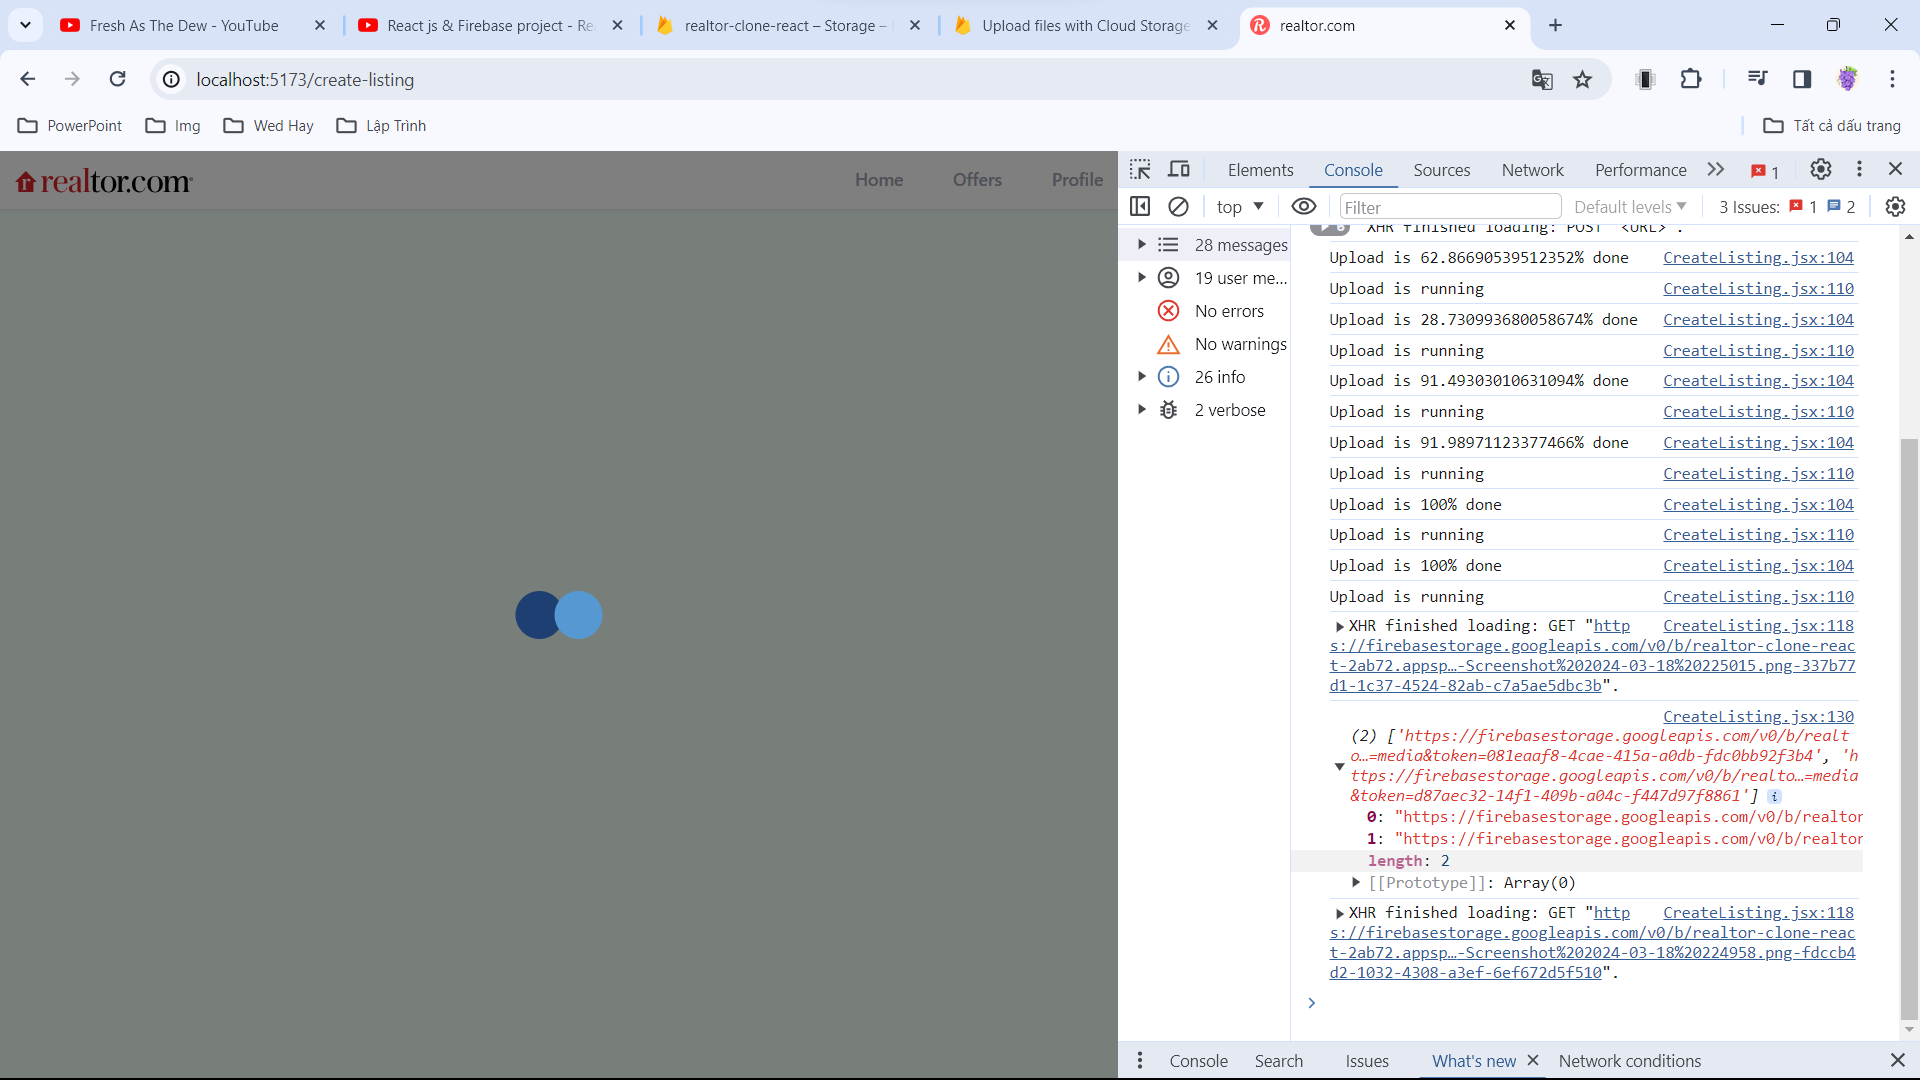 Fresh As The Dew - YouTube
React js & Firebase project - Re
realtor-clone-react – Storage –
Upload files with Cloud Storage
realtor.com
localhost:5173/create-listing
PowerPoint
Img
Wed Hay
Lập Trình
Tất cả dấu trang
realtor.com
Home
Offers
Profile
Elements
Console
Sources
Network
Performance
1
top
Filter
Default levels
3 Issues:
1
2
28 messages
19 user me...
No errors
No warnings
26 info
2 verbose
6 XHR finished loading: POST "<URL>".
Upload is 62.86690539512352% done CreateListing.jsx:104
Upload is running CreateListing.jsx:110
Upload is 28.730993680058674% done CreateListing.jsx:104
Upload is running CreateListing.jsx:110
Upload is 91.49303010631094% done CreateListing.jsx:104
Upload is running CreateListing.jsx:110
Upload is 91.98971123377466% done CreateListing.jsx:104
Upload is running CreateListing.jsx:110
Upload is 100% done CreateListing.jsx:104
Upload is running CreateListing.jsx:110
Upload is 100% done CreateListing.jsx:104
Upload is running CreateListing.jsx:110
XHR finished loading: GET "http CreateListing.jsx:118
s://firebasestorage.googleapis.com/v0/b/realtor-clone-reac
t-2ab72.appsp…-Screenshot%202024-03-18%20225015.png-337b77
d1-1c37-4524-82ab-c7a5ae5dbc3b".
CreateListing.jsx:130
(2) ['https://firebasestorage.googleapis.com/v0/b/realt
o…=media&token=081eaaf8-4cae-415a-a0db-fdc0bb92f3b4', 'h
ttps://firebasestorage.googleapis.com/v0/b/realto…=media
&token=d87aec32-14f1-409b-a04c-f447d97f8861'] i
0: "https://firebasestorage.googleapis.com/v0/b/realtor
1: "https://firebasestorage.googleapis.com/v0/b/realtor
length: 2
[[Prototype]]: Array(0)
XHR finished loading: GET "http CreateListing.jsx:118
s://firebasestorage.googleapis.com/v0/b/realtor-clone-reac
t-2ab72.appsp…-Screenshot%202024-03-18%20224958.png-fdccb4
d2-1032-4308-a3ef-6ef672d5f510".
Console
Search
Issues
What's new
Network conditions